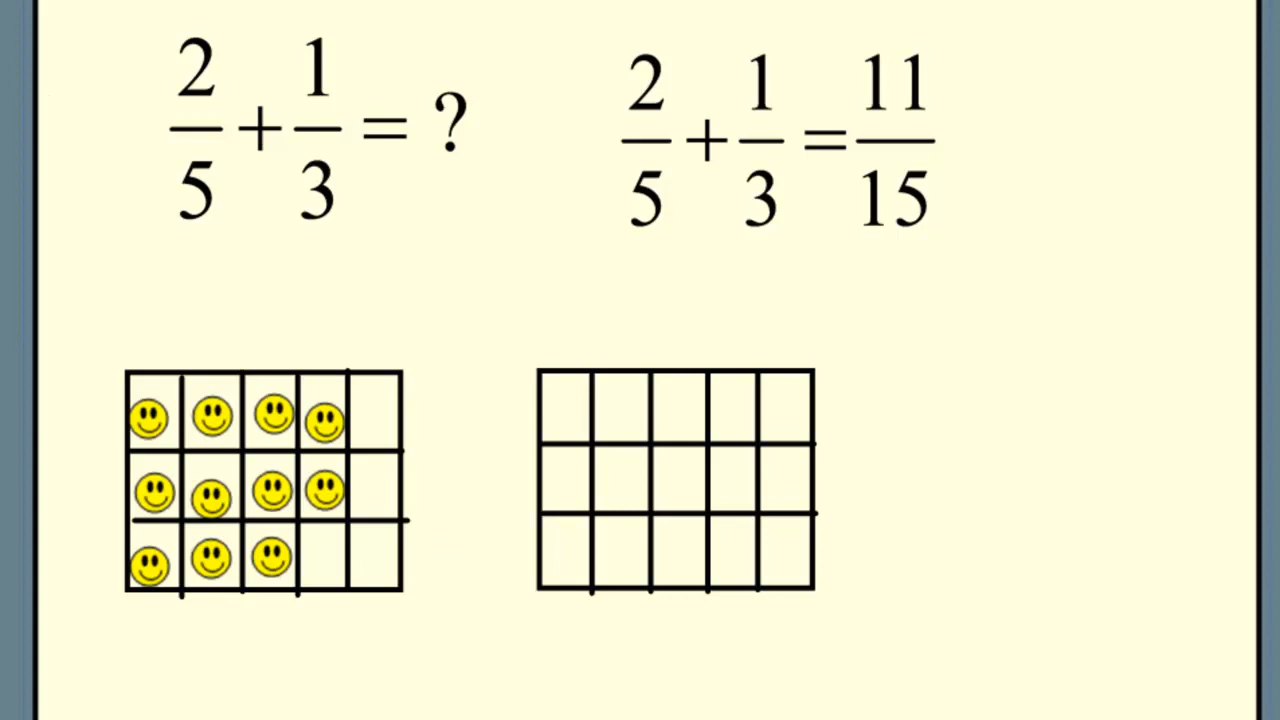 2/5 + 1/3 = ?
2/5 + 1/3 = 11/15